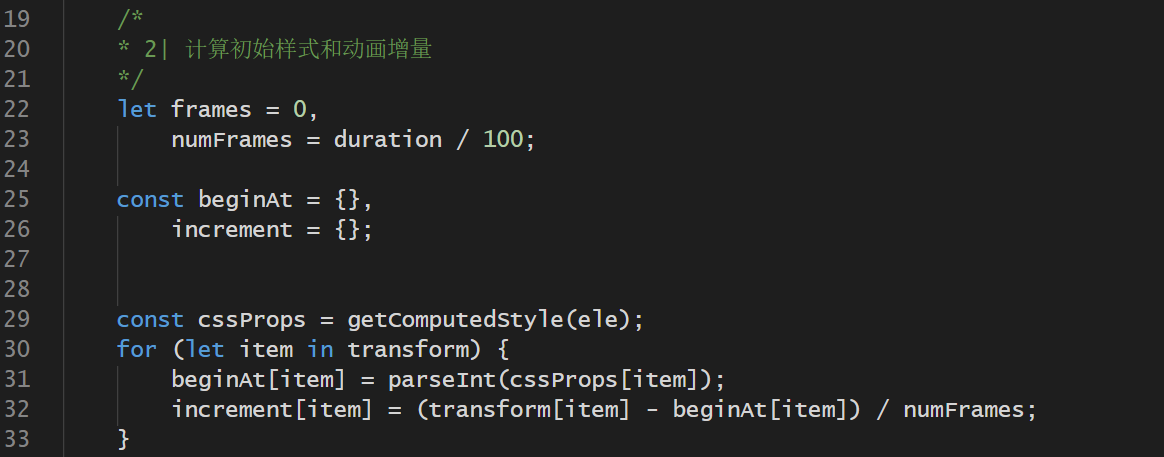 19 /*
20 * 2| 计算初始样式和动画增量
21 */
22 let frames = 0,
23 numFrames = duration / 100;
24
25 const beginAt = {},
26 increment = {};
27
28
29 const cssProps = getComputedStyle(ele);
30 for (let item in transform) {
31 beginAt[item] = parseInt(cssProps[item]);
32 increment[item] = (transform[item] - beginAt[item]) / numFrames;
33 }